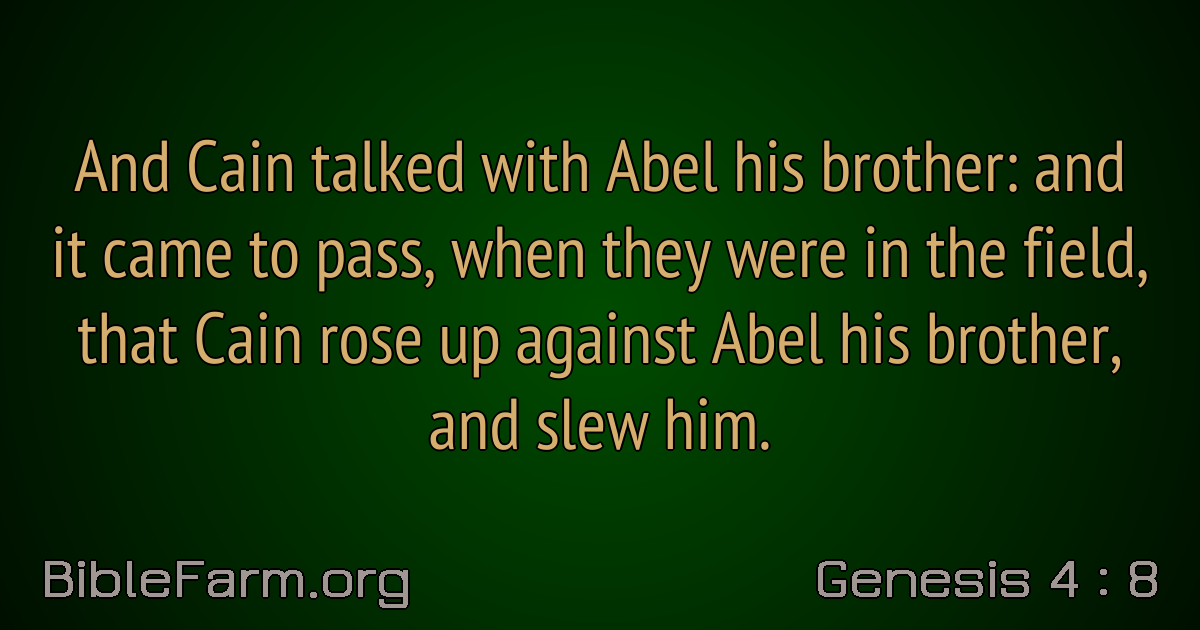 And Cain talked with Abel his brother: and
it came to pass, when they were in the field,
that Cain rose up against Abel his brother,
and slew him.
BibleFarm.org
Genesis 4 : 8